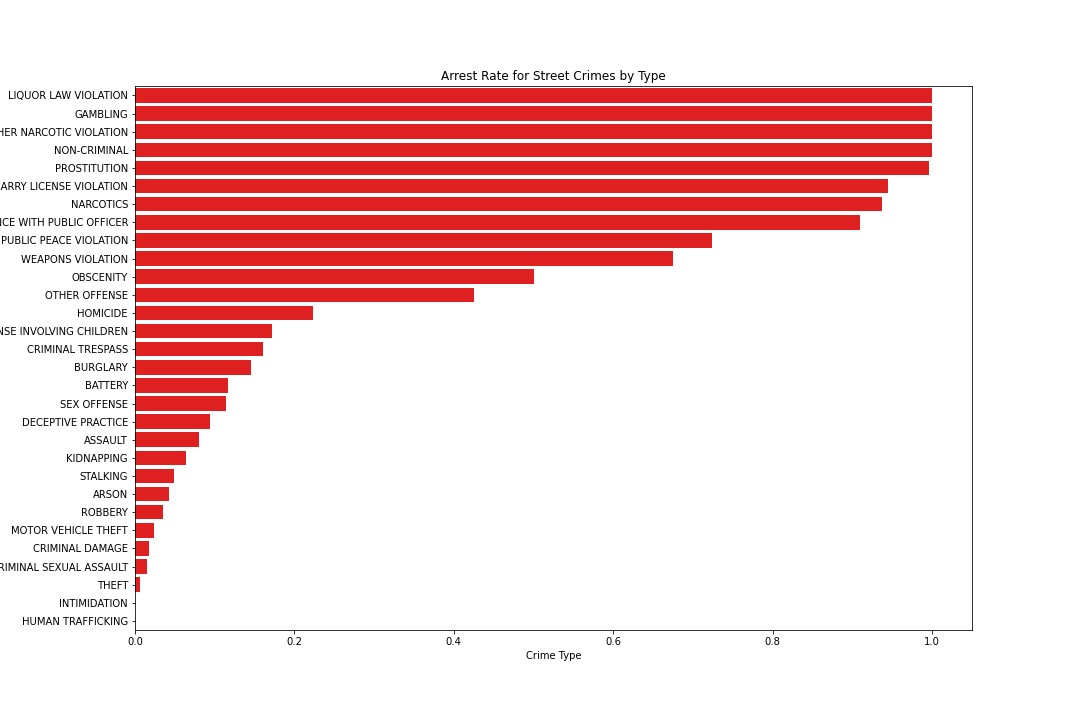 Arrest Rate for Street Crimes by Type
LIQUOR LAW VIOLATION
GAMBLING
HER NARCOTIC VIOLATION
NON-CRIMINAL
PROSTITUTION
ARRY LICENSE VIOLATION
NARCOTICS
NCE WITH PUBLIC OFFICER
PUBLIC PEACE VIOLATION
WEAPONS VIOLATION
OBSCENITY
OTHER OFFENSE
HOMICIDE
NSE INVOLVING CHILDREN
CRIMINAL TRESPASS
BURGLARY
BATTERY
SEX OFFENSE
DECEPTIVE PRACTICE
ASSAULT
KIDNAPPING
STALKING
ARSON
ROBBERY
MOTOR VEHICLE THEFT
CRIMINAL DAMAGE
RIMINAL SEXUAL ASSAULT
THEFT
INTIMIDATION
HUMAN TRAFFICKING
0.0 0.2 0.4 0.6 0.8 1.0
Crime Type